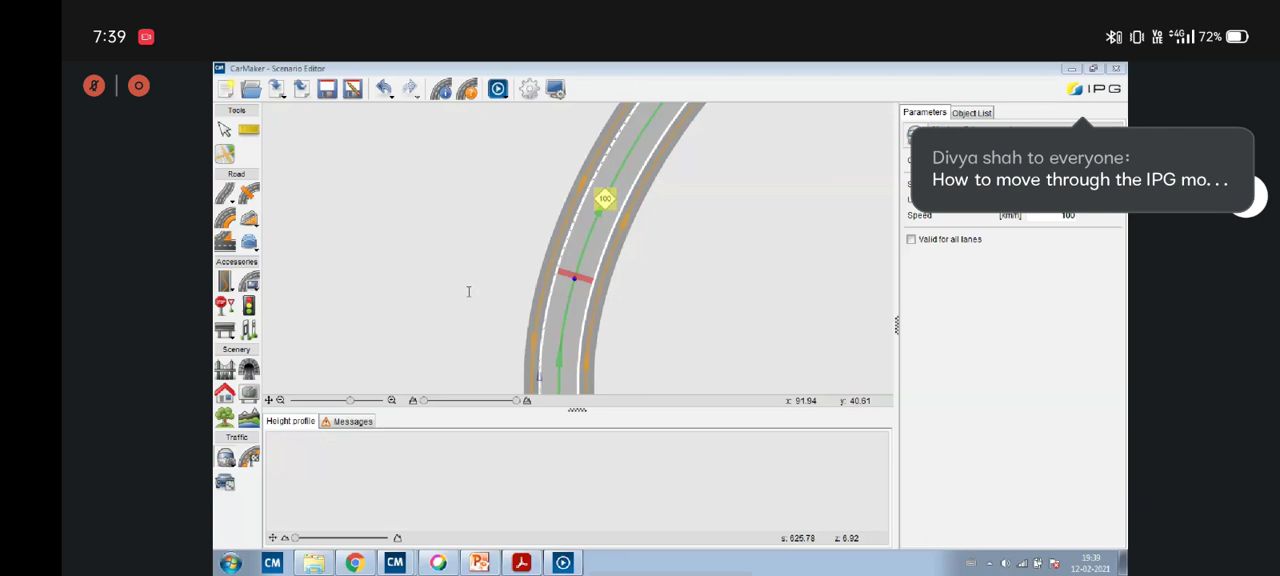 7:39
4G 72%
CarMaker - Scenario Editor
IPG
Tools
Road
Accessories
STOP
Scenery
Traffic
100
Parameters
Object List
Divya shah to everyone:
How to move through the IPG mo...
Speed [km/h] 100
Valid for all lanes
x: 91.94 y: 40.61
Height profile
Messages
s: 625.78 z: 6.92
CM
CM
19:39
12-02-2021